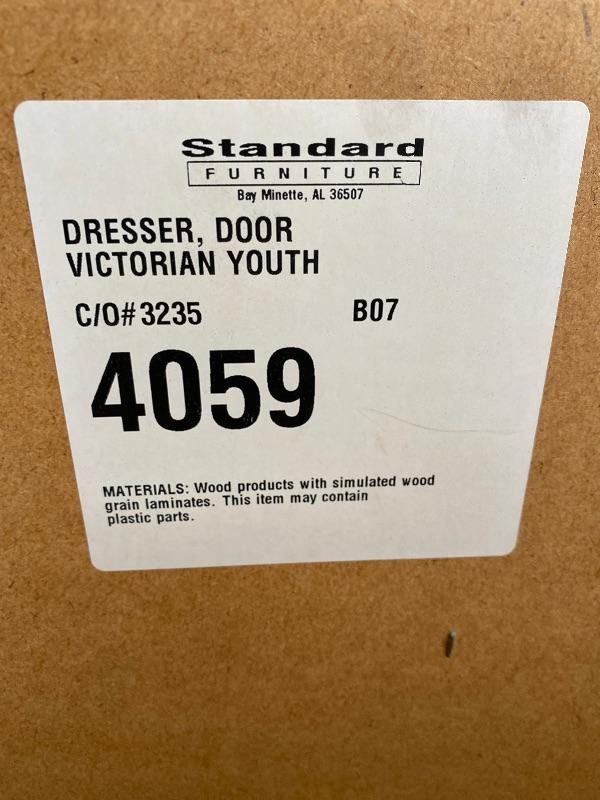 Standard
FURNITURE
Bay Minette, AL 36507
DRESSER, DOOR
VICTORIAN YOUTH
C/O# 3235 B07
4059
MATERIALS: Wood products with simulated wood
grain laminates. This item may contain
plastic parts.